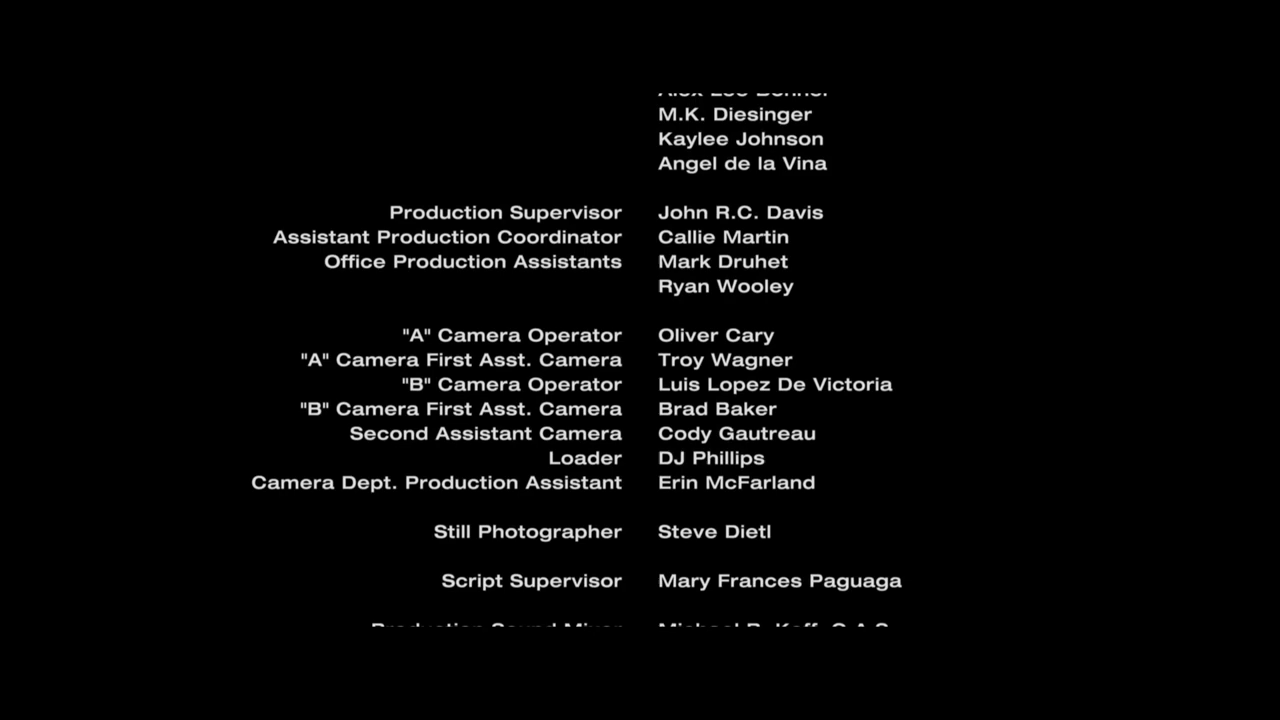 M.K. Diesinger
Kaylee Johnson
Angel de la Vina
Production Supervisor John R.C. Davis
Assistant Production Coordinator Callie Martin
Office Production Assistants Mark Druhet
Ryan Wooley
"A" Camera Operator Oliver Cary
"A" Camera First Asst. Camera Troy Wagner
"B" Camera Operator Luis Lopez De Victoria
"B" Camera First Asst. Camera Brad Baker
Second Assistant Camera Cody Gautreau
Loader DJ Phillips
Camera Dept. Production Assistant Erin McFarland
Still Photographer Steve Dietl
Script Supervisor Mary Frances Paguaga
Production Sound Mixer